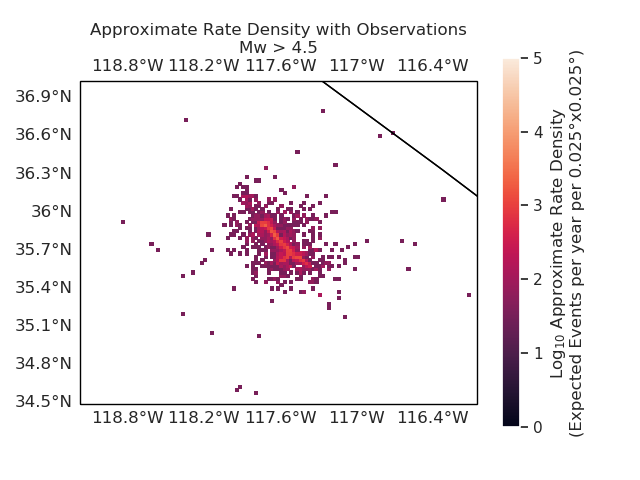 Approximate Rate Density with Observations
Mw > 4.5
118.8°W 118.2°W 117.6°W 117°W 116.4°W
36.9°N
36.6°N
36.3°N
36°N
35.7°N
35.4°N
35.1°N
34.8°N
34.5°N
118.8°W 118.2°W 117.6°W 117°W 116.4°W
5
4
3
2
1
0
Log₁₀ Approximate Rate Density
(Expected Events per year per 0.025°x0.025°)